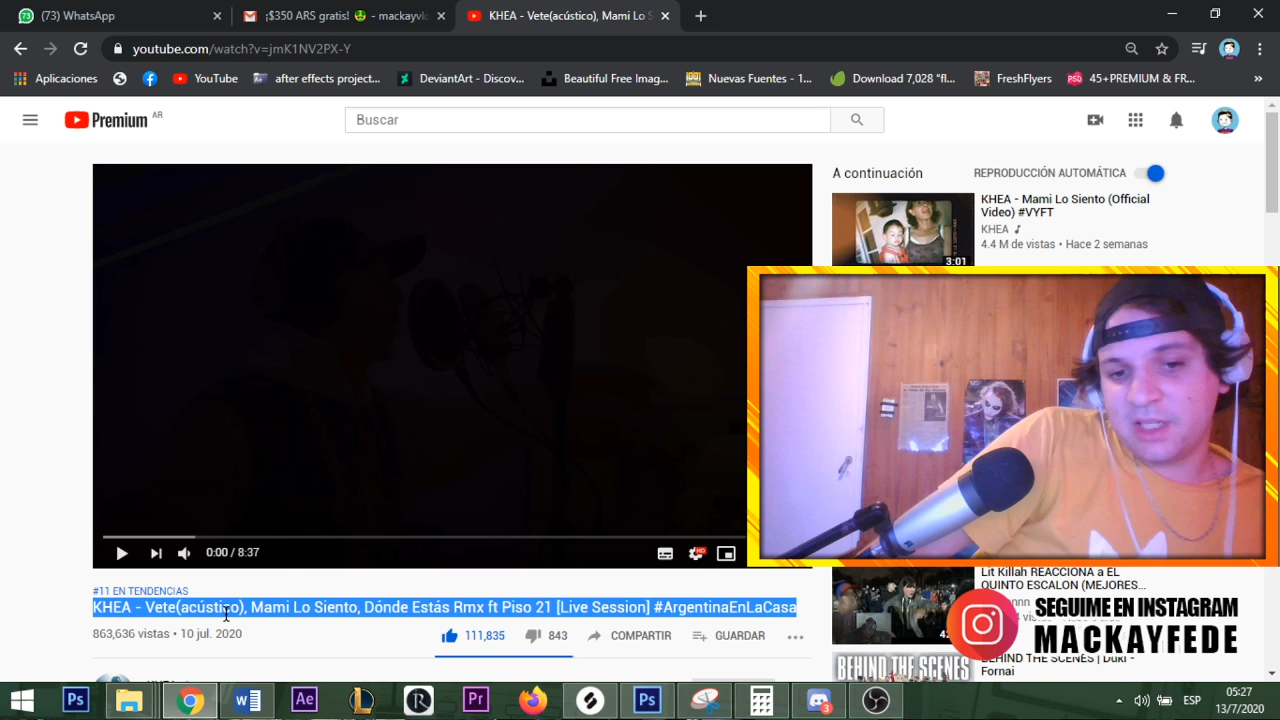 (73) WhatsApp
¡$350 ARS gratis! 🤑 - mackayvk
KHEA - Vete(acústico), Mami Lo S
youtube.com/watch?v=jmK1NV2PX-Y
Aplicaciones
YouTube
after effects project...
DeviantArt - Discov...
Beautiful Free Imag...
Nuevas Fuentes - 1...
Download 7,028 "fl...
FreshFlyers
45+PREMIUM & FR...
»
Premium AR
Buscar
A continuación
REPRODUCCIÓN AUTOMÁTICA
KHEA - Mami Lo Siento (Official
Video) #VYFT
KHEA
4.4 M de vistas • Hace 2 semanas
3:01
0:00 / 8:37
HD
#11 EN TENDENCIAS
KHEA - Vete(acústico), Mami Lo Siento, Dónde Estás Rmx ft Piso 21 [Live Session] #ArgentinaEnLaCasa
863,636 vistas • 10 jul. 2020
111,835
843
COMPARTIR
GUARDAR
Lit Killah REACCIONA a EL
QUINTO ESCALON (MEJORES...
SEGUIME EN INSTAGRAM
MACKAYFEDE
BEHIND THE SCENES
BEHIND THE SCENES | Duki -
Fornai
Ps
Ae
Pr
Ps
3
ESP
05:27
13/7/2020